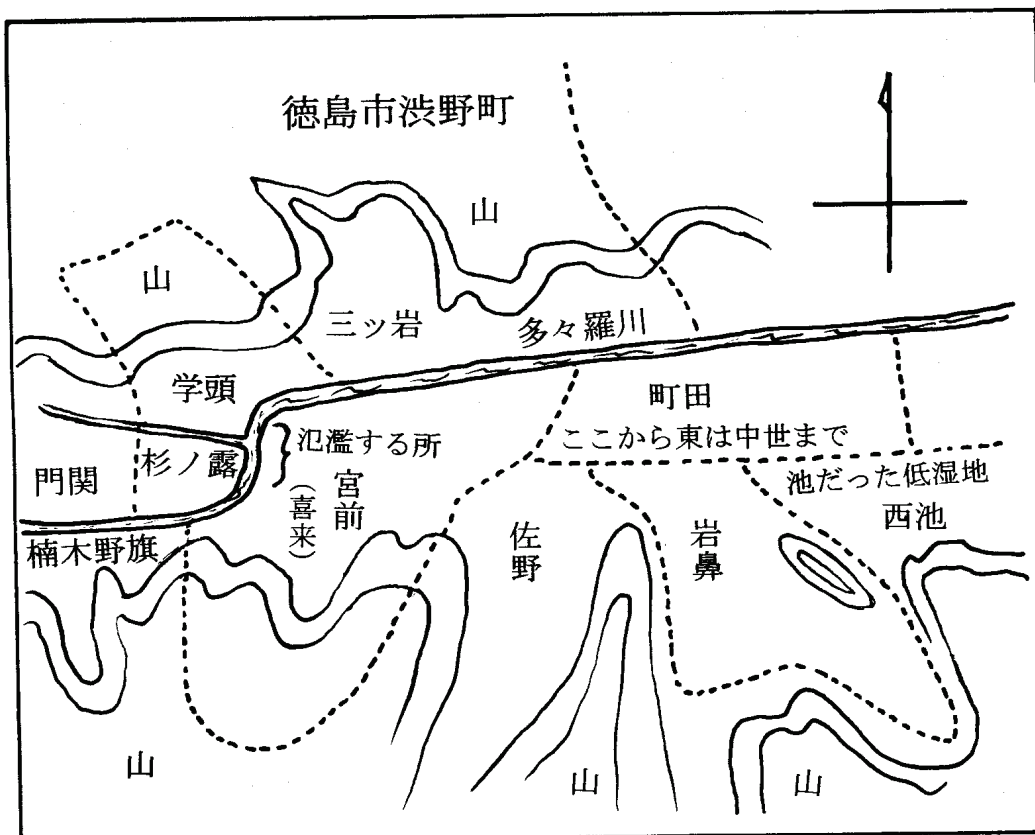 徳島市渋野町
山
山
三ッ岩
多々羅川
学頭
町田
氾濫する所
ここから東は中世まで
杉ノ露
門関
宮前
(喜来)
池だった低湿地
西池
楠木野旗
佐野
岩鼻
山
山
山